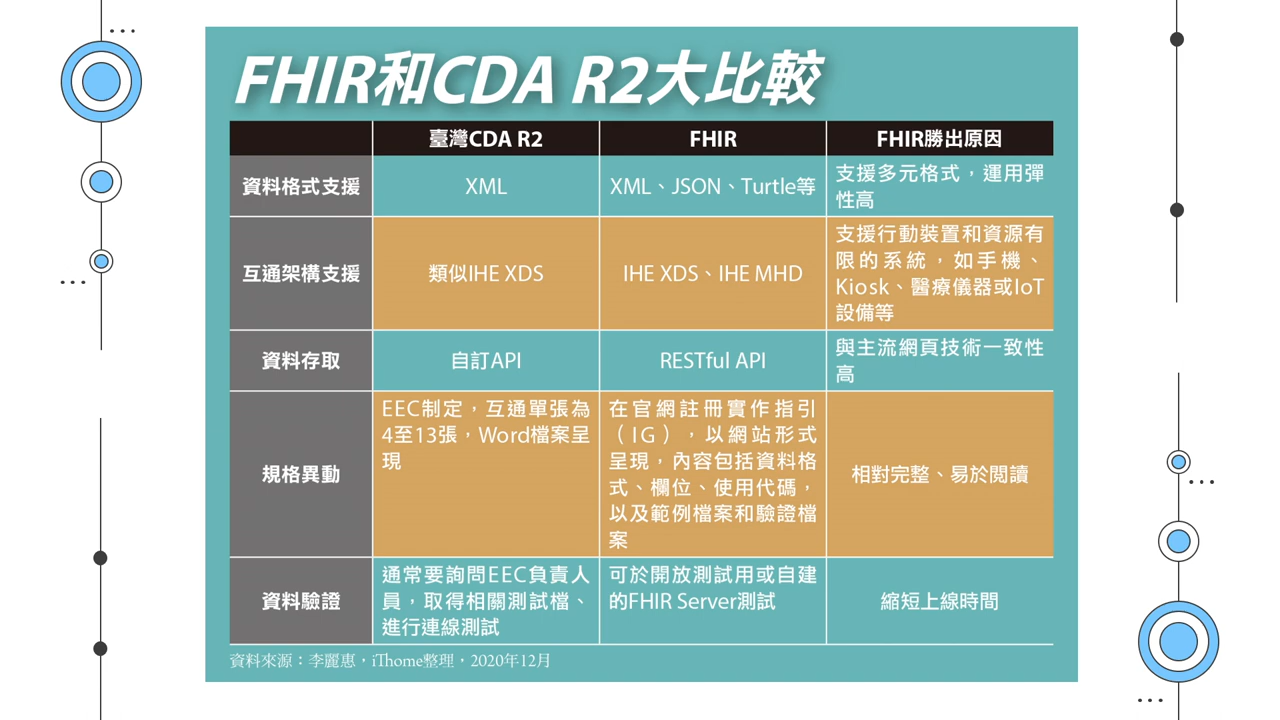 FHIR和CDA R2大比較
臺灣CDA R2
FHIR
FHIR勝出原因
資料格式支援
XML
XML、JSON、Turtle等
支援多元格式，運用彈
性高
互通架構支援
類似IHE XDS
IHE XDS、IHE MHD
支援行動裝置和資源有
限的系統，如手機、
Kiosk、醫療儀器或IoT
設備等
資料存取
自訂API
RESTful API
與主流網頁技術一致性
高
規格異動
EEC制定，互通單張為
4至13張，Word檔案呈
現
在官網註冊實作指引
（IG），以網站形式
呈現，內容包括資料格
式、欄位、使用代碼，
以及範例檔案和驗證檔
案
相對完整、易於閱讀
資料驗證
通常要詢問EEC負責人
員，取得相關測試檔、
進行連線測試
可於開放測試用或自建
的FHIR Server測試
縮短上線時間
資料來源：李麗惠，iThome整理，2020年12月